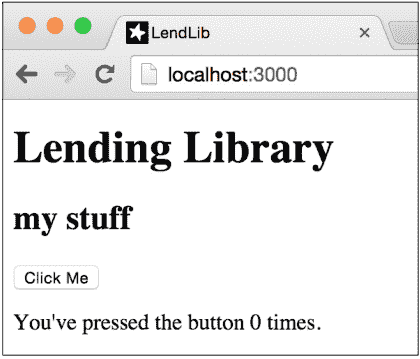 LendLib
localhost:3000
Lending Library
my stuff
Click Me
You've pressed the button 0 times.